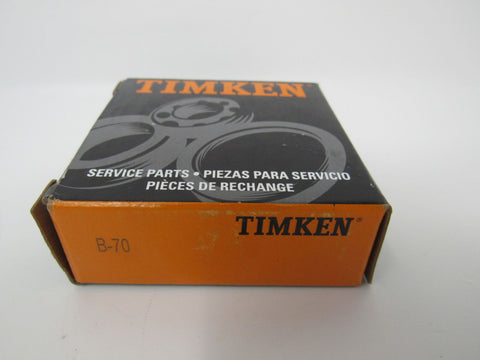 TIMKEN®
SERVICE PARTS • PIEZAS PARA SERVICIO
PIÈCES DE RECHANGE
TIMKEN®
B-70